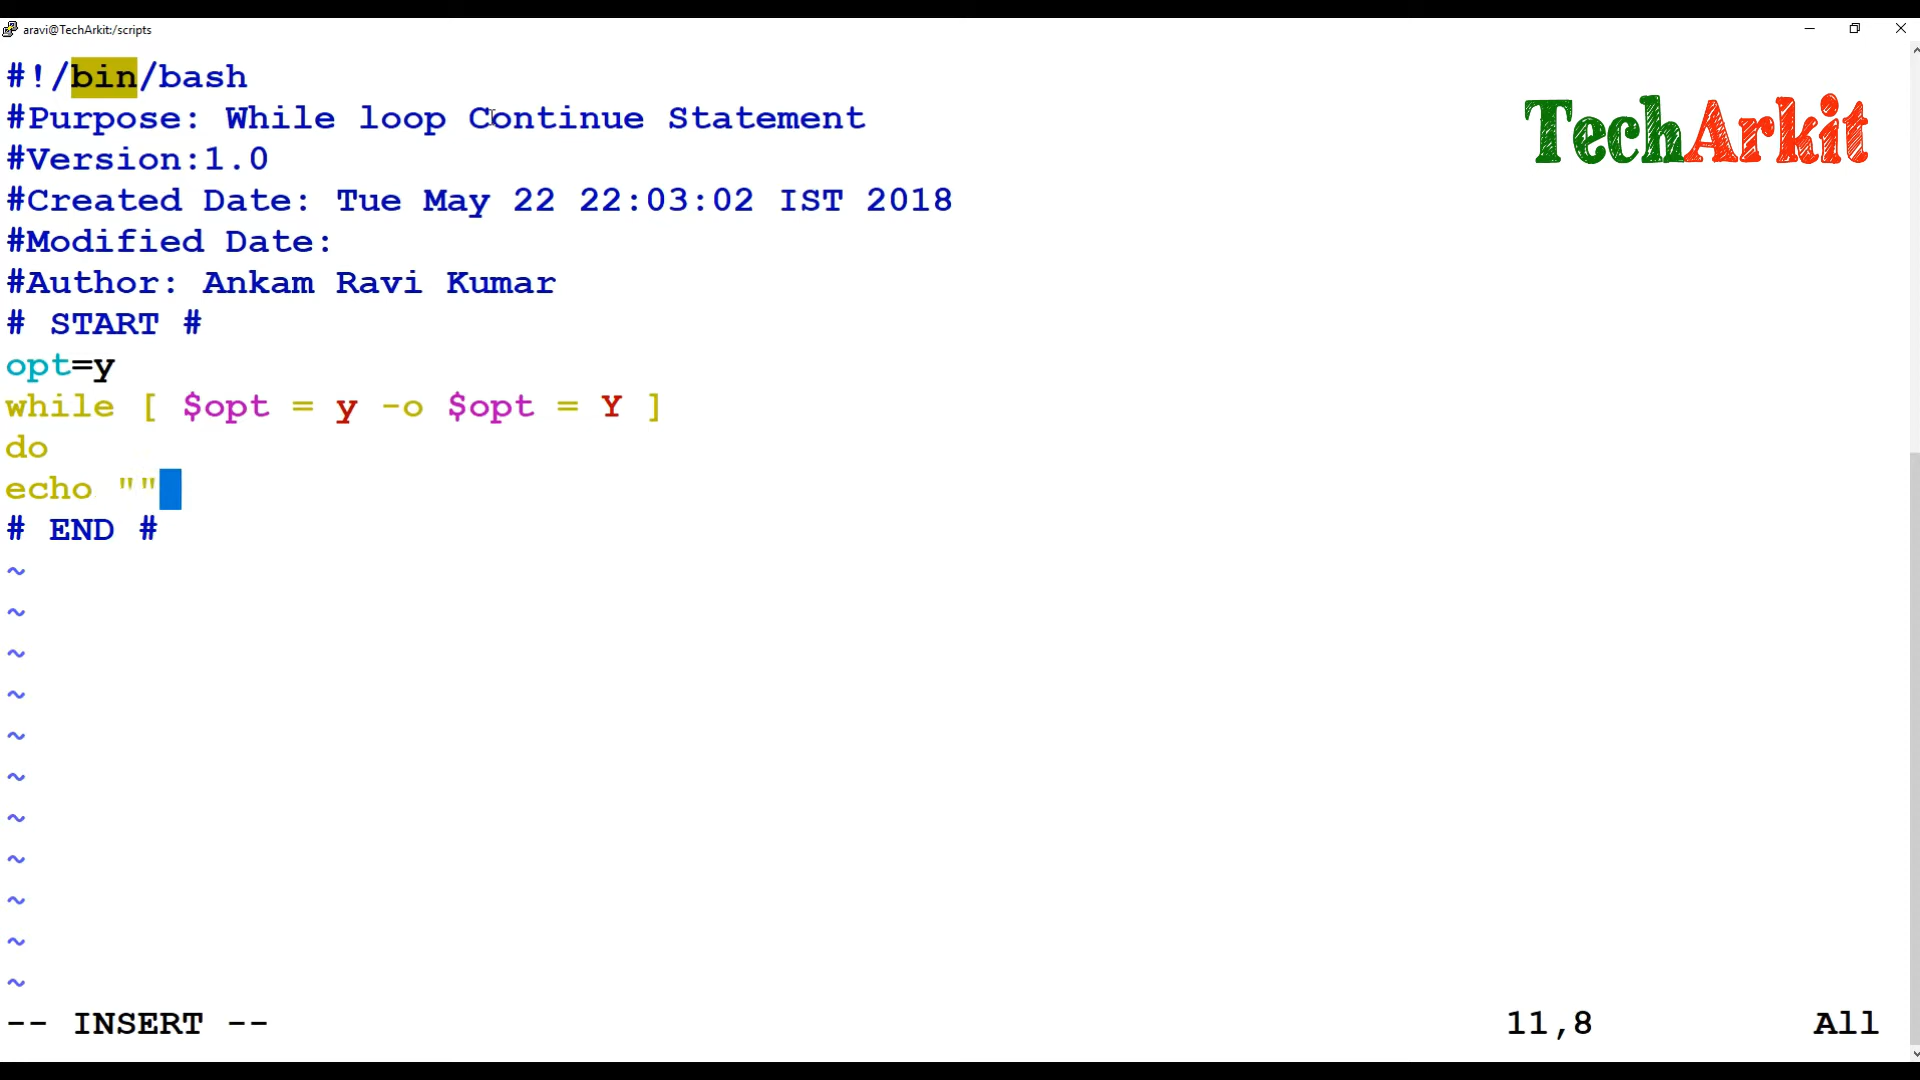 aravi@TechArkit:/scripts
#!/bin/bash
#Purpose: While loop Continue Statement
#Version:1.0
#Created Date: Tue May 22 22:03:02 IST 2018
#Modified Date:
#Author: Ankam Ravi Kumar
# START #
opt=y
while [ $opt = y -o $opt = Y ]
do
echo ""
# END #
~
~
~
~
~
~
~
~
~
~
~
-- INSERT -- 11,8 All
TechArkit